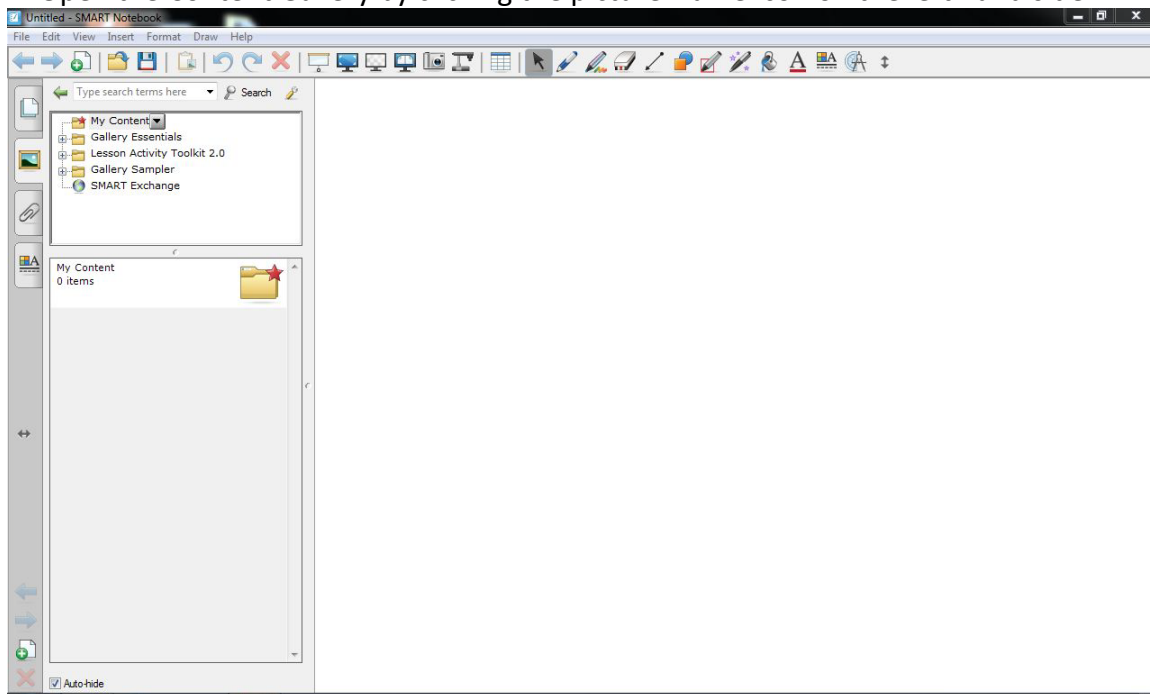 Untitled - SMART Notebook
File Edit View Insert Format Draw Help
Type search terms here Search
My Content
Gallery Essentials
Lesson Activity Toolkit 2.0
Gallery Sampler
SMART Exchange
My Content
0 items
Auto-hide